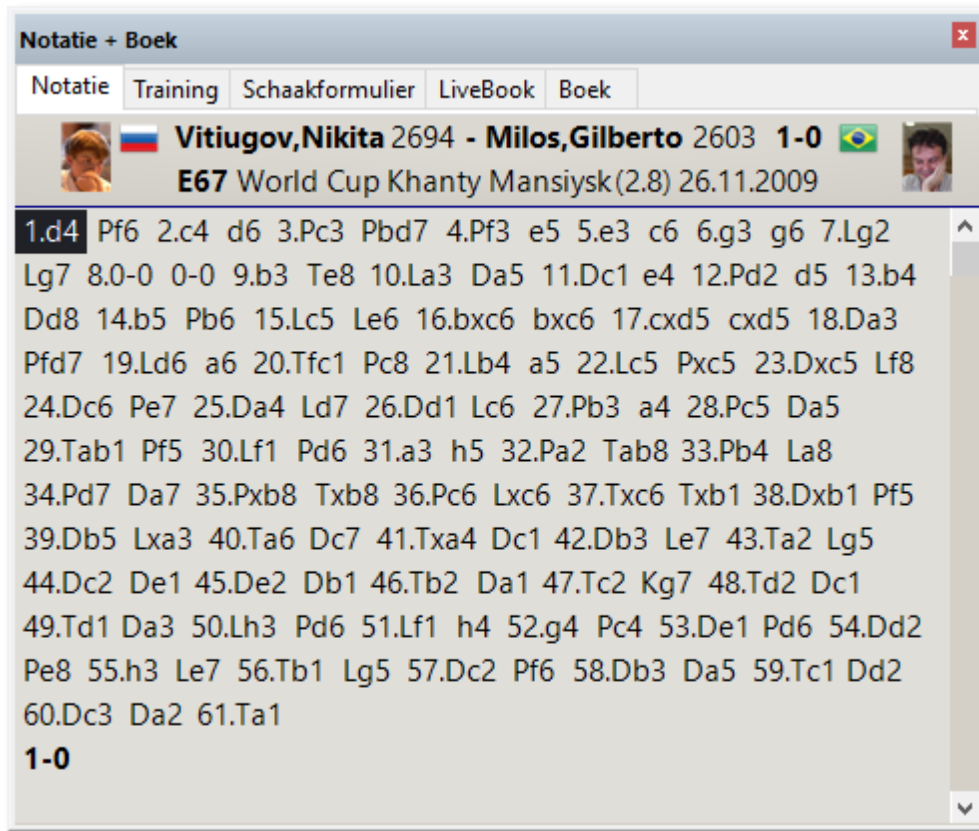 Notatie + Boek
Notatie Training Schaakformulier LiveBook Boek
Vitiugov,Nikita 2694 - Milos,Gilberto 2603 1-0
E67 World Cup Khanty Mansiysk (2.8) 26.11.2009
1.d4 Pf6 2.c4 d6 3.Pc3 Pbd7 4.Pf3 e5 5.e3 c6 6.g3 g6 7.Lg2
Lg7 8.0-0 0-0 9.b3 Te8 10.La3 Da5 11.Dc1 e4 12.Pd2 d5 13.b4
Dd8 14.b5 Pb6 15.Lc5 Le6 16.bxc6 bxc6 17.cxd5 cxd5 18.Da3
Pfd7 19.Ld6 a6 20.Tfc1 Pc8 21.Lb4 a5 22.Lc5 Pxc5 23.Dxc5 Lf8
24.Dc6 Pe7 25.Da4 Ld7 26.Dd1 Lc6 27.Pb3 a4 28.Pc5 Da5
29.Tab1 Pf5 30.Lf1 Pd6 31.a3 h5 32.Pa2 Tab8 33.Pb4 La8
34.Pd7 Da7 35.Pxb8 Txb8 36.Pc6 Lxc6 37.Txc6 Txb1 38.Dxb1 Pf5
39.Db5 Lxa3 40.Ta6 Dc7 41.Txa4 Dc1 42.Db3 Le7 43.Ta2 Lg5
44.Dc2 De1 45.De2 Db1 46.Tb2 Da1 47.Tc2 Kg7 48.Td2 Dc1
49.Td1 Da3 50.Lh3 Pd6 51.Lf1 h4 52.g4 Pc4 53.De1 Pd6 54.Dd2
Pe8 55.h3 Le7 56.Tb1 Lg5 57.Dc2 Pf6 58.Db3 Da5 59.Tc1 Dd2
60.Dc3 Da2 61.Ta1
1-0